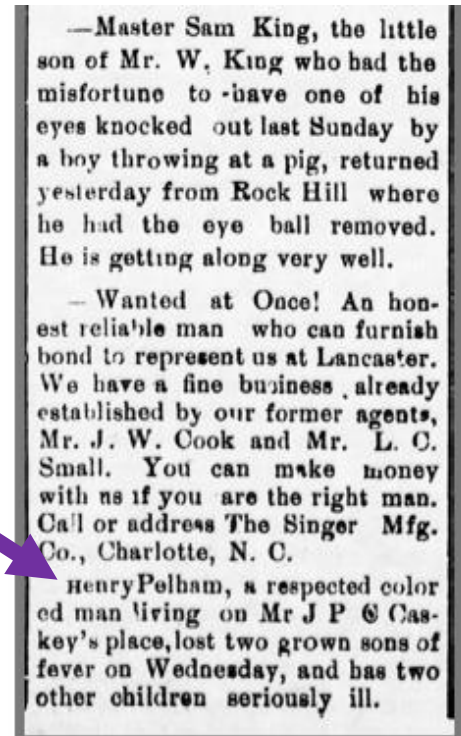 —Master Sam King, the little
son of Mr. W. King who had the
misfortune to have one of his
eyes knocked out last Sunday by
a boy throwing at a pig, returned
yesterday from Rock Hill where
he had the eye ball removed.
He is getting along very well.
— Wanted at Once! An hon-
est reliable man who can furnish
bond to represent us at Lancaster.
We have a fine business already
established by our former agents,
Mr. J. W. Cook and Mr. L. C.
Small. You can make money
with us if you are the right man.
Call or address The Singer Mfg.
Co., Charlotte, N. C.
Henry Pelham, a respected color
ed man living on Mr J P Cas-
key's place, lost two grown sons of
fever on Wednesday, and has two
other children seriously ill.